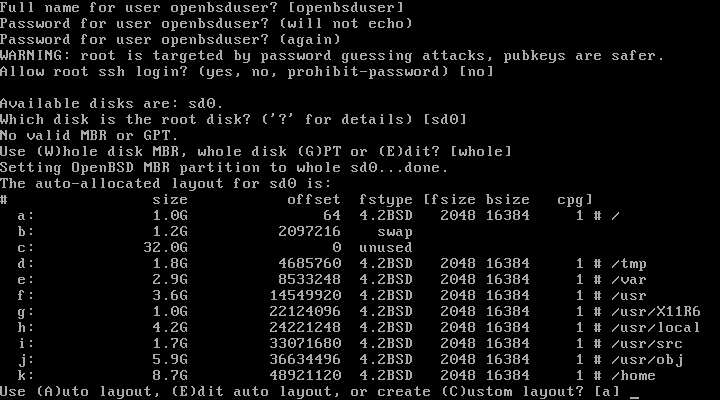 Full name for user openbsduser? [openbsduser]
Password for user openbsduser? (will not echo)
Password for user openbsduser? (again)
WARNING: root is targeted by password guessing attacks, pubkeys are safer.
Allow root ssh login? (yes, no, prohibit-password) [no]

Available disks are: sd0.
Which disk is the root disk? ('?' for details) [sd0]
No valid MBR or GPT.
Use (W)hole disk MBR, whole disk (G)PT or (E)dit? [whole]
Setting OpenBSD MBR partition to whole sd0...done.
The auto-allocated layout for sd0 is:
#                size           offset  fstype [fsize bsize   cpg]
  a:             1.0G               64  4.2BSD   2048 16384     1 # /
  b:             1.2G          2097216    swap
  c:            32.0G                0  unused
  d:             1.8G          4685760  4.2BSD   2048 16384     1 # /tmp
  e:             2.9G          8533248  4.2BSD   2048 16384     1 # /var
  f:             3.6G         14549920  4.2BSD   2048 16384     1 # /usr
  g:             1.0G         22124096  4.2BSD   2048 16384     1 # /usr/X11R6
  h:             4.2G         24221248  4.2BSD   2048 16384     1 # /usr/local
  i:             1.7G         33071680  4.2BSD   2048 16384     1 # /usr/src
  j:             5.9G         36634496  4.2BSD   2048 16384     1 # /usr/obj
  k:             8.7G         48921120  4.2BSD   2048 16384     1 # /home
Use (A)uto layout, (E)dit auto layout, or create (C)ustom layout? [a] _